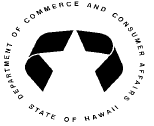 DEPARTMENT OF COMMERCE AND CONSUMER AFFAIRS
STATE OF HAWAII